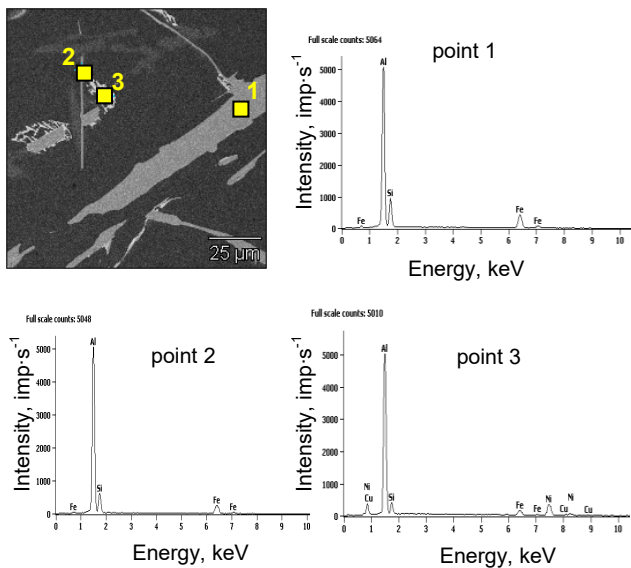 2
3
1
25 µm
Full scale counts: 5064
point 1
Intensity, imp·s-1
5000
4000
3000
2000
1000
0
Al
Si
Fe
Fe
Fe
0 1 2 3 4 5 6 7 8 9 10
Energy, keV
Full scale counts: 5048
point 2
Intensity, imp·s-1
5000
4000
3000
2000
1000
0
Al
Si
Fe
Fe
Fe
0 1 2 3 4 5 6 7 8 9 10
Energy, keV
Full scale counts: 5010
point 3
Intensity, imp·s-1
5000
4000
3000
2000
1000
0
Al
Ni
Cu
Si
Fe
Fe
Ni
Ni
Cu
Cu
0 1 2 3 4 5 6 7 8 9 10
Energy, keV